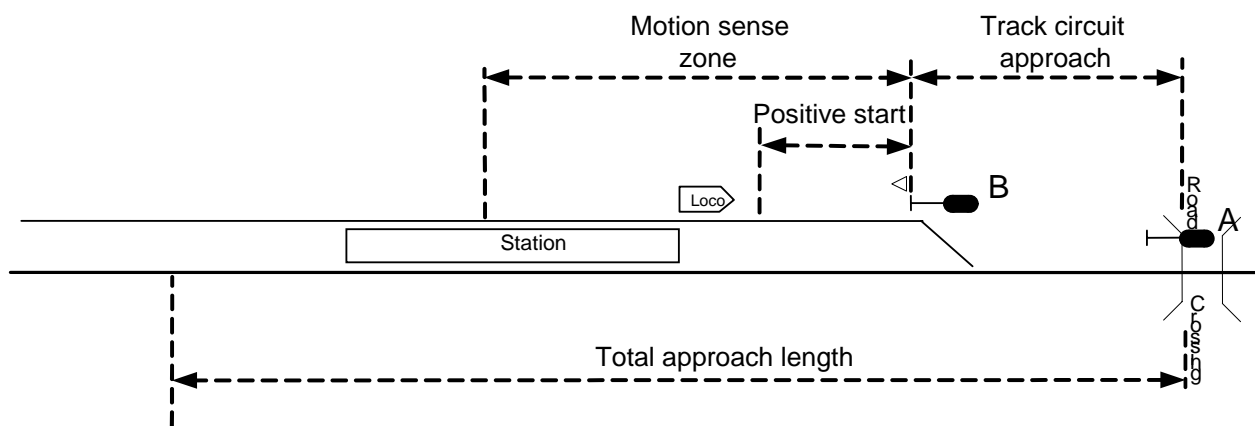 Motion sense
zone
Track circuit
approach
Positive start
B
Road
A
Loco
Station
Crossing
Total approach length